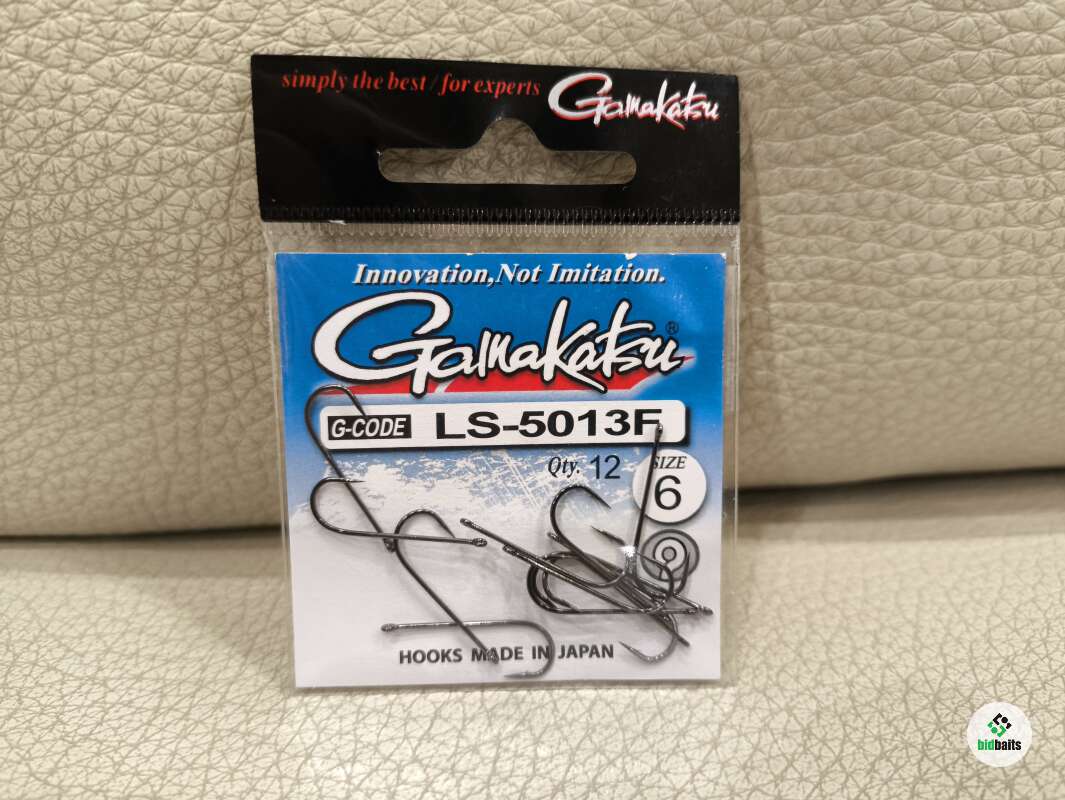 simply the best / for experts Gamakatsu
Innovation,Not Imitation.
Gamakatsu®
G-CODE LS-5013F
Qty. 12 SIZE
6
HOOKS MADE IN JAPAN
bidbaits